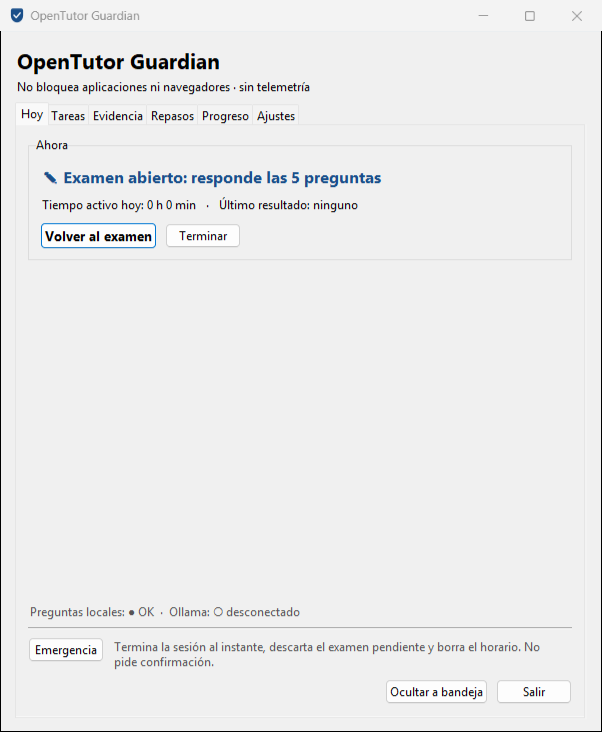 OpenTutor Guardian
OpenTutor Guardian
No bloquea aplicaciones ni navegadores · sin telemetría
Hoy Tareas Evidencia Repasos Progreso Ajustes
Ahora
✎ Examen abierto: responde las 5 preguntas
Tiempo activo hoy: 0 h 0 min · Último resultado: ninguno
Volver al examen Terminar
Preguntas locales: ● OK · Ollama: ○ desconectado
Emergencia
Termina la sesión al instante, descarta el examen pendiente y borra el horario. No
pide confirmación.
Ocultar a bandeja Salir